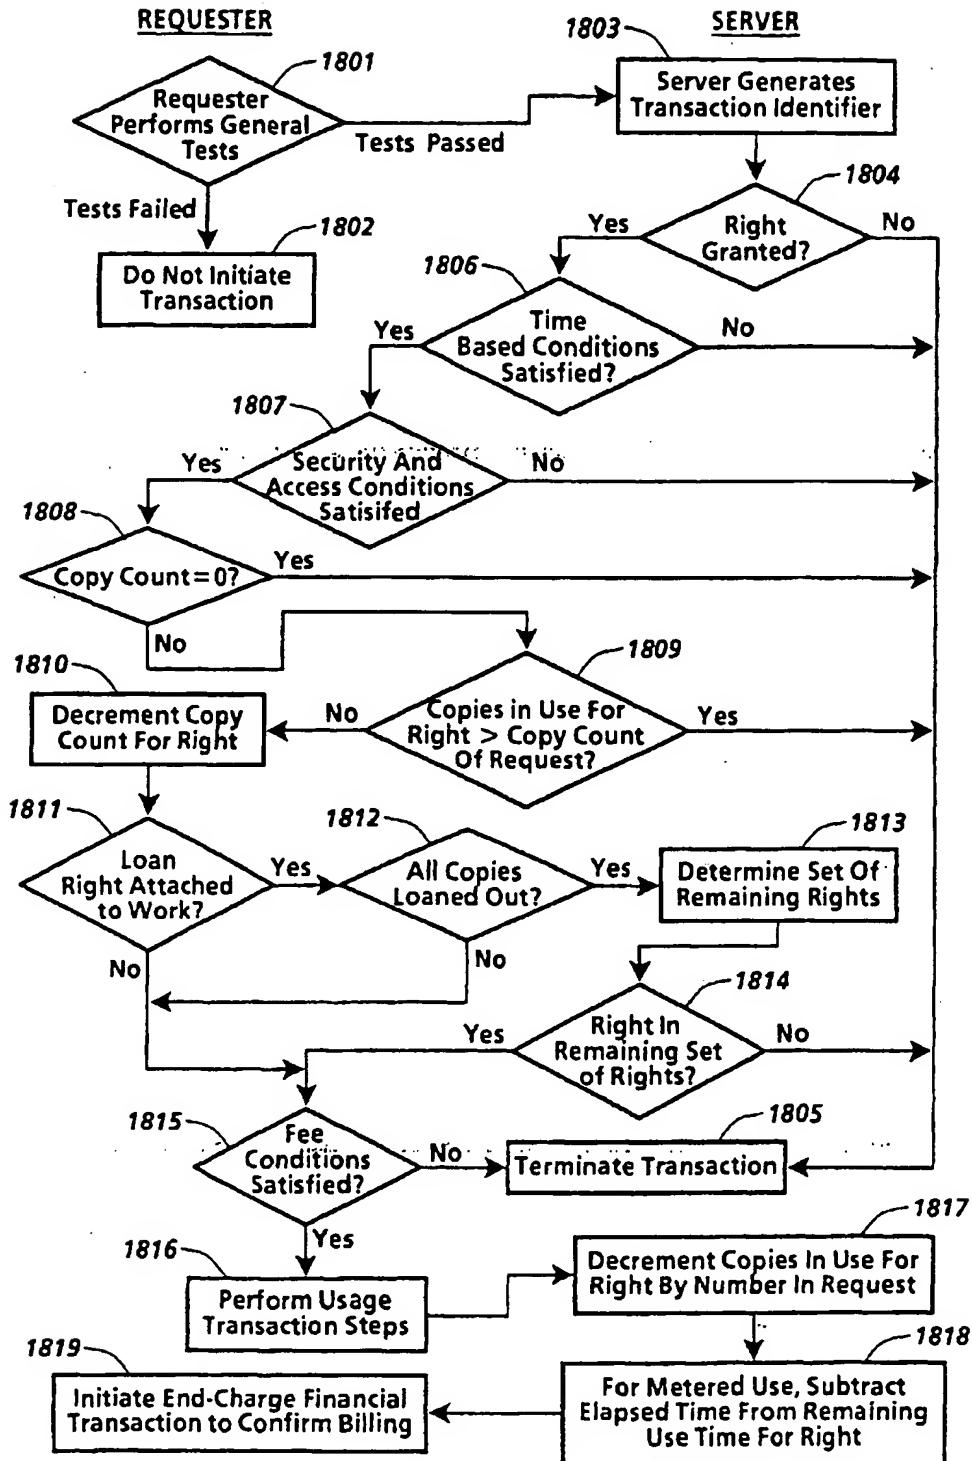 REQUESTER
SERVER
1801
1803
Requester
Performs General
Tests
Server Generates
Transaction Identifier
Tests Passed
Tests Failed
1802
Do Not Initiate
Transaction
1804
Right
Granted?
Yes
No
1806
Time
Based Conditions
Satisfied?
Yes
No
1807
Security And
Access Conditions
Satisifed
Yes
No
1808
Copy Count = 0?
Yes
No
1809
Copies in Use For
Right > Copy Count
Of Request?
No
Yes
1810
Decrement Copy
Count For Right
1811
Loan
Right Attached
to Work?
Yes
No
1812
All Copies
Loaned Out?
Yes
No
1813
Determine Set Of
Remaining Rights
1814
Right In
Remaining Set
of Rights?
Yes
No
1815
Fee
Conditions
Satisfied?
No
Yes
1805
Terminate Transaction
1816
Perform Usage
Transaction Steps
1817
Decrement Copies In Use For
Right By Number In Request
1818
For Metered Use, Subtract
Elapsed Time From Remaining
Use Time For Right
1819
Initiate End-Charge Financial
Transaction to Confirm Billing